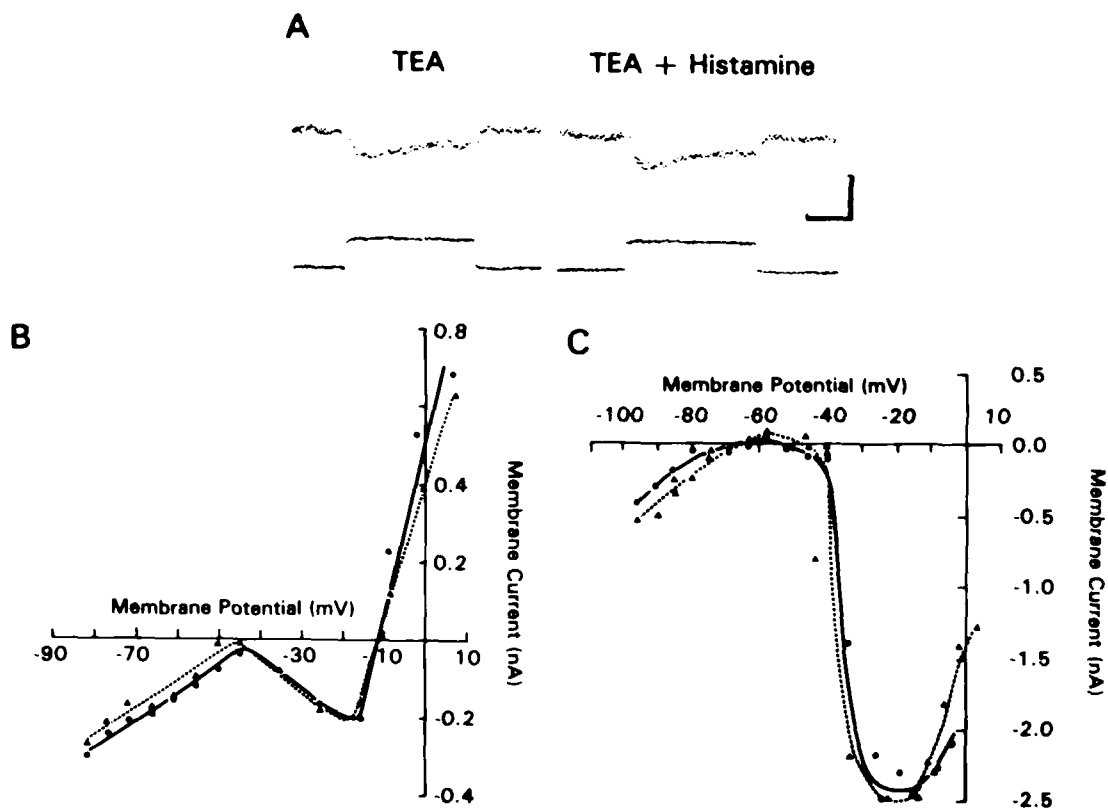 A
TEA
TEA + Histamine
B
0.8
0.4
0.2
Membrane Potential (mV)
-90
-70
-30
10
-0.2
-0.4
Membrane Current (nA)
C
0.5
Membrane Potential (mV)
-100
-80
-60
-40
-20
10
0.0
-0.5
-1.0
-1.5
-2.0
-2.5
Membrane Current (nA)